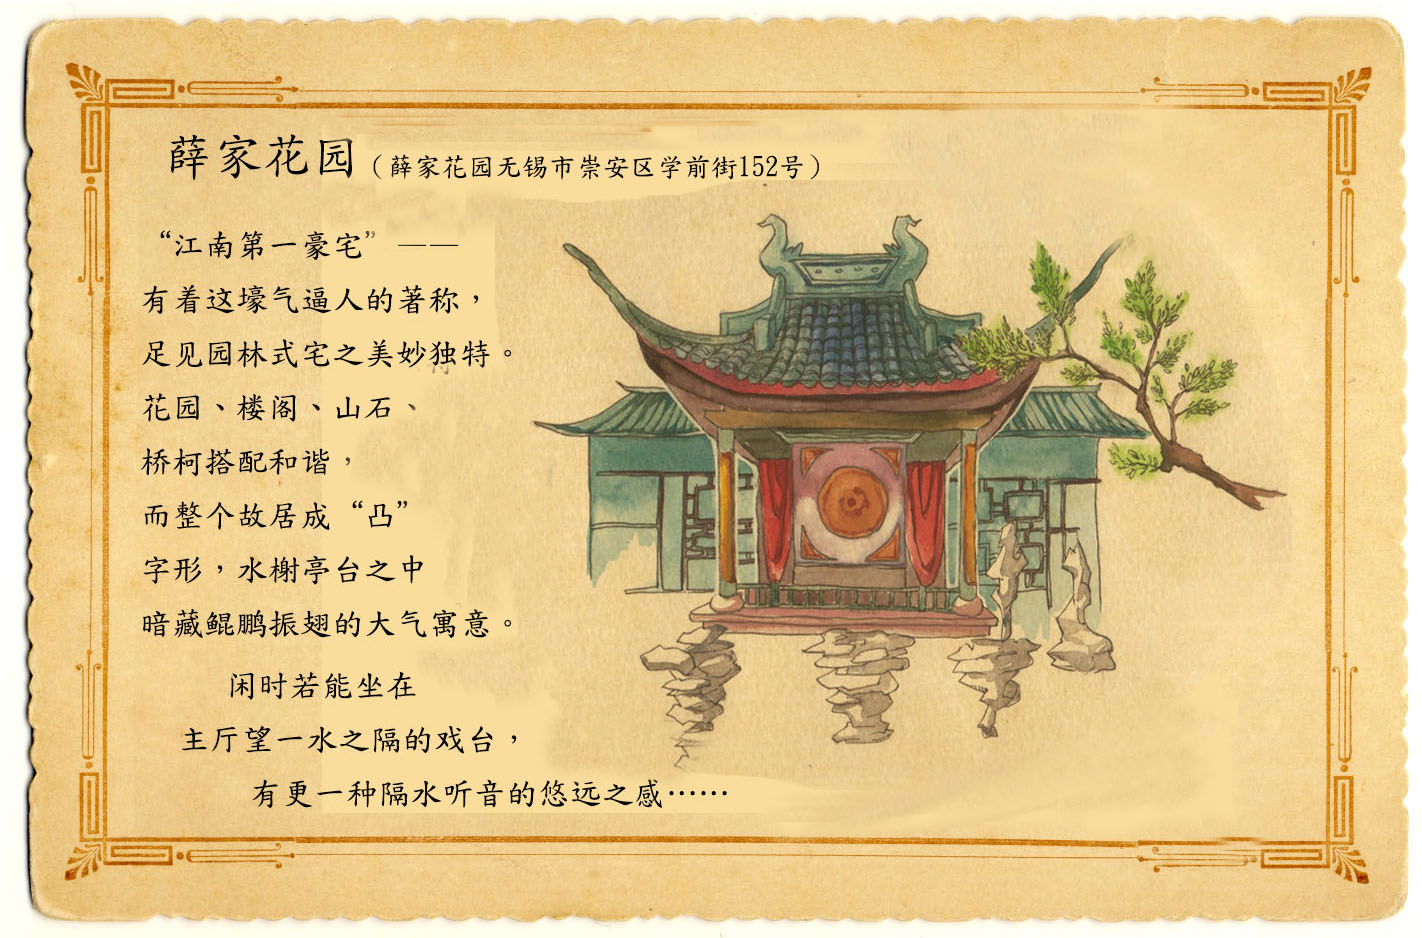 薛家花园（薛家花园无锡市崇安区学前街152号）
“江南第一豪宅”——
有着这壕气逼人的著称，
足见园林式宅之美妙独特。
花园、楼阁、山石、
桥柯搭配和谐，
而整个故居成“凸”
字形，水榭亭台之中
暗藏鲲鹏振翅的大气寓意。
闲时若能坐在
主厅望一水之隔的戏台，
有更一种隔水听音的悠远之感……